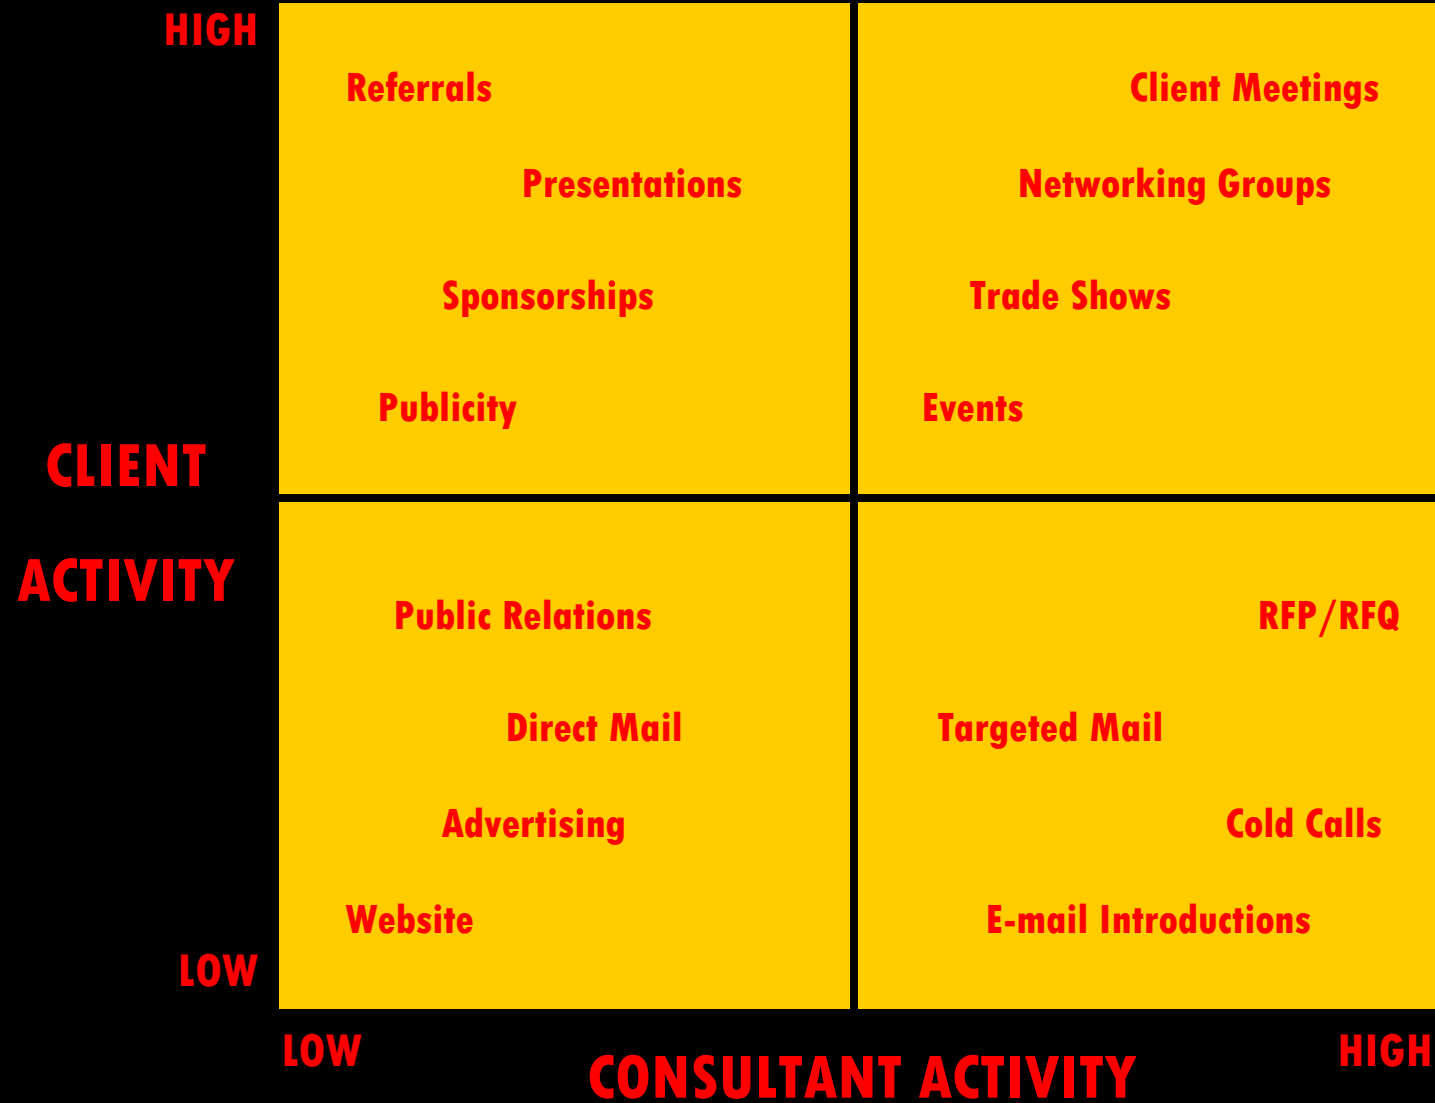 HIGH
Referrals
Client Meetings
Presentations
Networking Groups
Sponsorships
Trade Shows
Publicity
Events
CLIENT
ACTIVITY
Public Relations
RFP/RFQ
Direct Mail
Targeted Mail
Advertising
Cold Calls
Website
E-mail Introductions
LOW
LOW
HIGH
CONSULTANT ACTIVITY